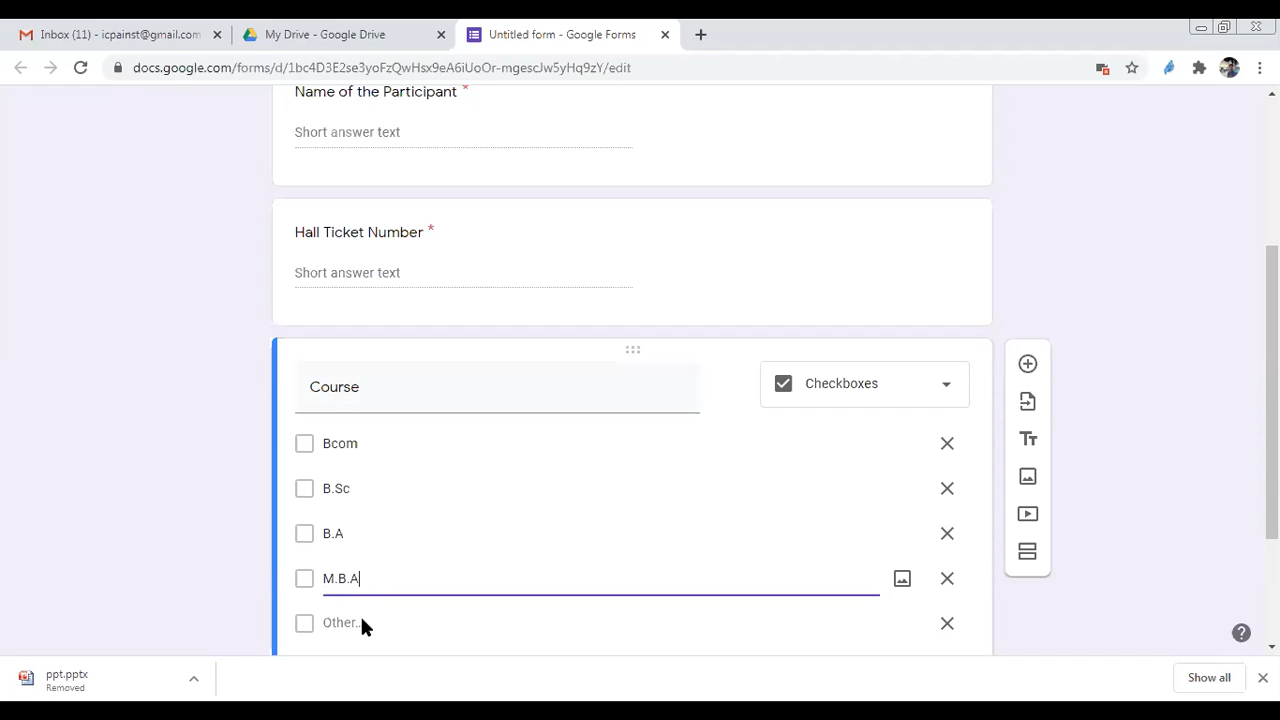 Inbox (11) - icpainst@gmail.com
My Drive - Google Drive
Untitled form - Google Forms
docs.google.com/forms/d/1bc4D3E2se3yoFzQwHsx9eA6iUoOr-mgescJw5yHq9zY/edit
Name of the Participant *
Short answer text
Hall Ticket Number *
Short answer text
Course
Checkboxes
Bcom
B.Sc
B.A
M.B.A
Other..
ppt.pptx
Removed
Show all